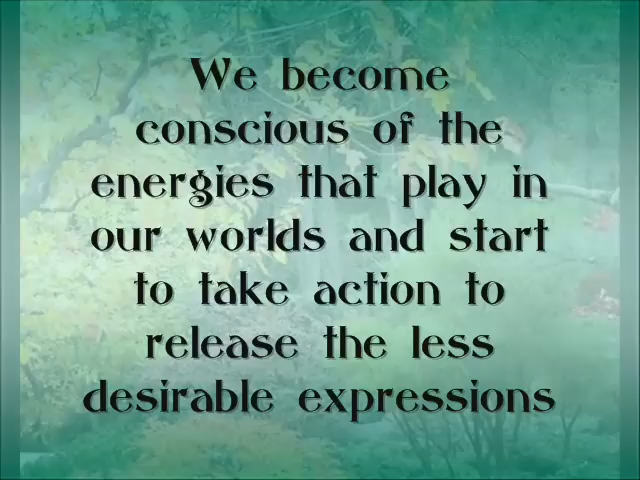 We become
conscious of the
energies that play in
our worlds and start
to take action to
release the less
desirable expressions